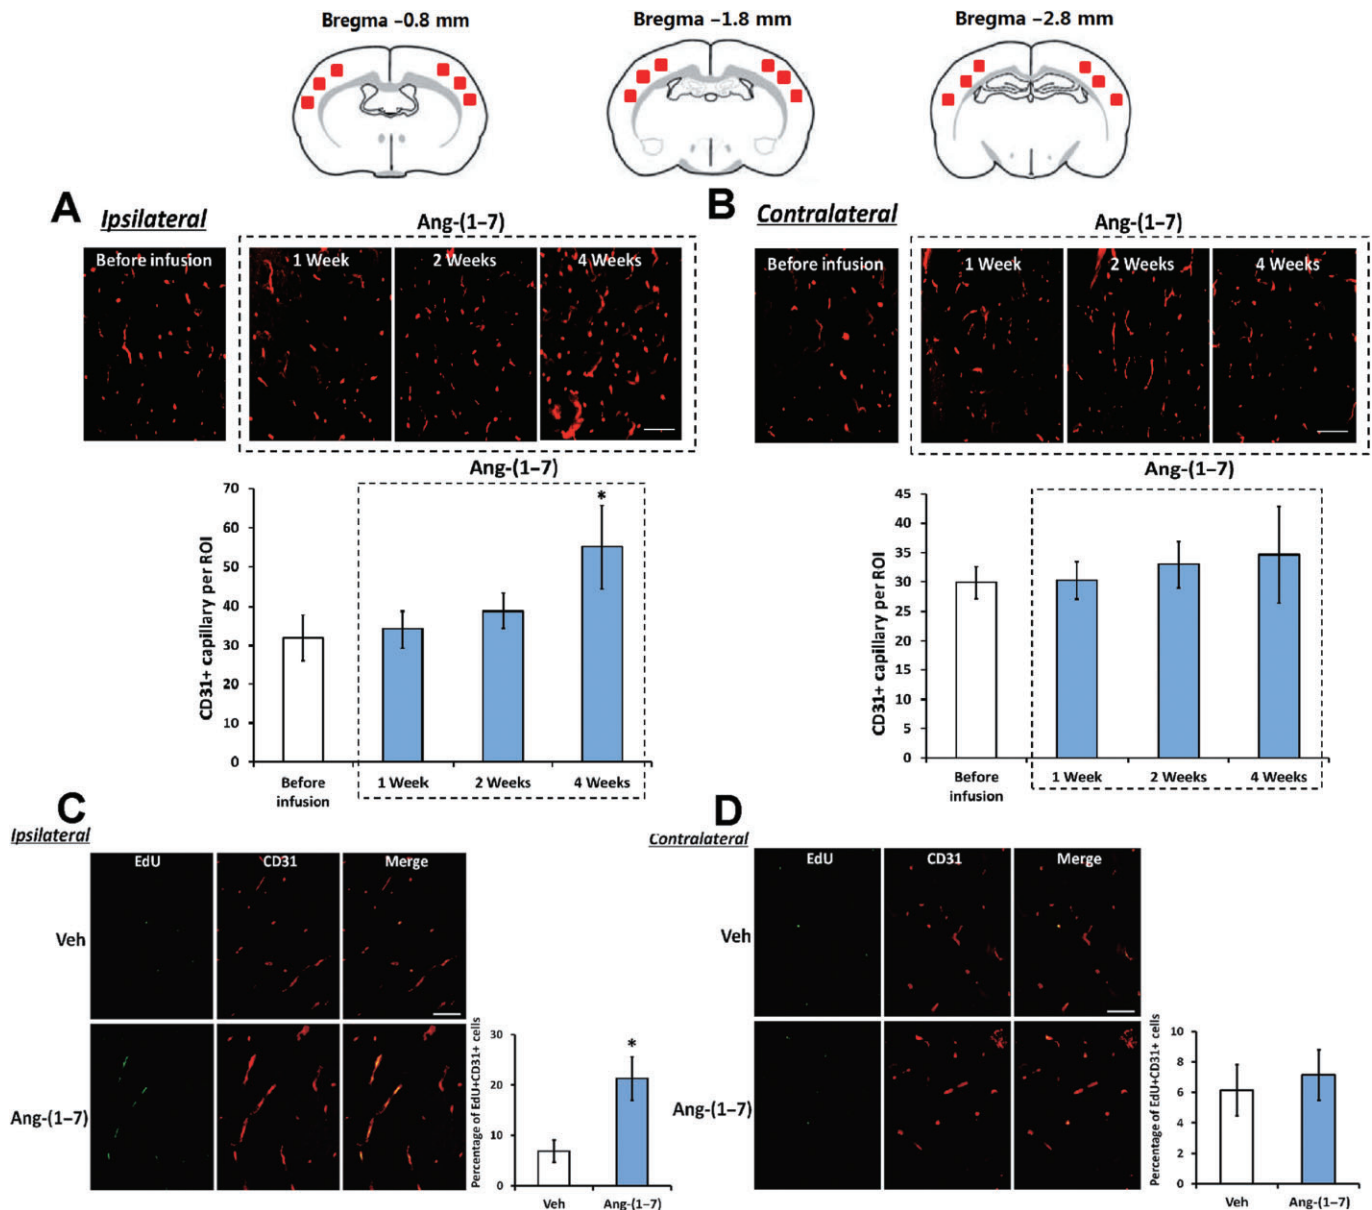 Bregma –0.8 mm
Bregma –1.8 mm
Bregma –2.8 mm
A
Ipsilateral
Ang-(1–7)
Before infusion
1 Week
2 Weeks
4 Weeks
B
Contralateral
Ang-(1–7)
Before infusion
1 Week
2 Weeks
4 Weeks
Ang-(1–7)
CD31+ capillary per ROI
70
60
50
40
30
20
10
0
*
Before
infusion
1 Week
2 Weeks
4 Weeks
Ang-(1–7)
CD31+ capillary per ROI
45
40
35
30
25
20
15
10
5
0
Before
infusion
1 Week
2 Weeks
4 Weeks
C
Ipsilateral
EdU
CD31
Merge
Veh
Ang-(1–7)
Percentage of EdU+CD31+ cells
30
20
10
0
*
Veh
Ang-(1–7)
D
Contralateral
EdU
CD31
Merge
Veh
Ang-(1–7)
Percentage of EdU+CD31+ cells
10
8
6
4
2
0
Veh
Ang-(1–7)